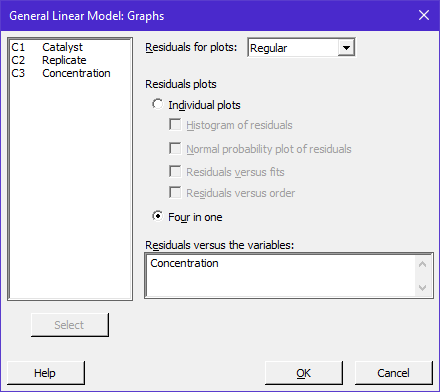 General Linear Model: Graphs
C1 Catalyst
C2 Replicate
C3 Concentration
Residuals for plots: Regular
Residuals plots
Individual plots
Histogram of residuals
Normal probability plot of residuals
Residuals versus fits
Residuals versus order
Four in one
Residuals versus the variables:
Concentration
Select
Help
OK
Cancel